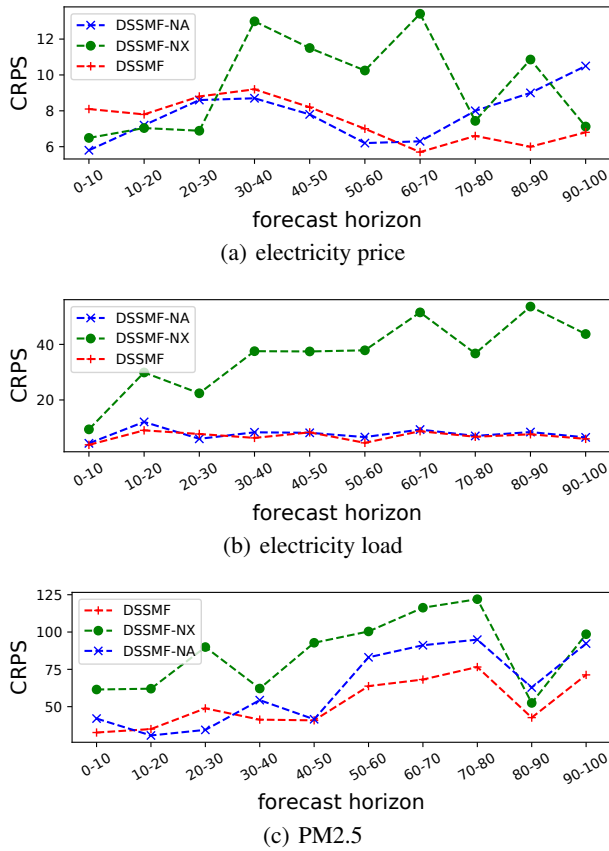 DSSMF-NA
DSSMF-NX
DSSMF
CRPS
12
10
8
6
0-10 10-20 20-30 30-40 40-50 50-60 60-70 70-80 80-90 90-100
forecast horizon
(a) electricity price
DSSMF-NA
DSSMF-NX
DSSMF
CRPS
40
20
0-10 10-20 20-30 30-40 40-50 50-60 60-70 70-80 80-90 90-100
forecast horizon
(b) electricity load
DSSMF
DSSMF-NX
DSSMF-NA
CRPS
125
100
75
50
0-10 10-20 20-30 30-40 40-50 50-60 60-70 70-80 80-90 90-100
forecast horizon
(c) PM2.5